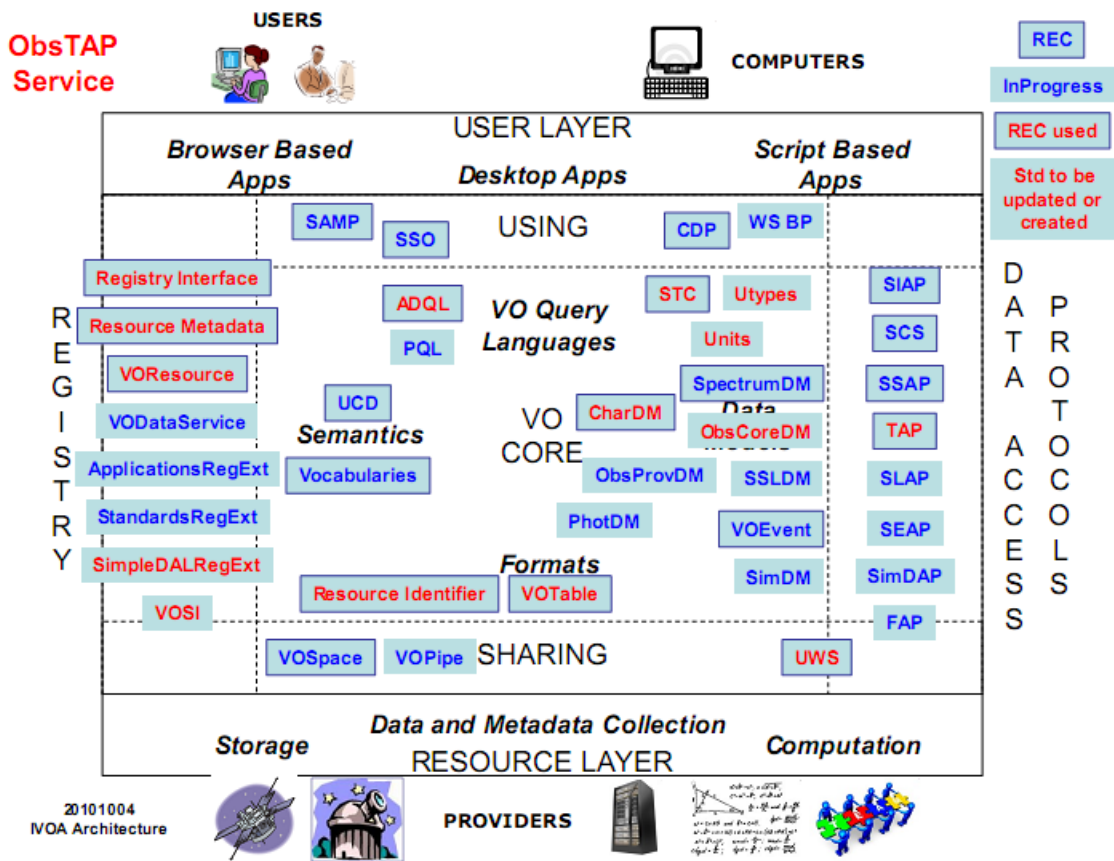 USERS
ObsTAP
Service
COMPUTERS
REC
InProgress
REC used
Std to be
updated or
created
USER LAYER
Browser Based
Apps
Desktop Apps
Script Based
Apps
SAMP
SSO
USING
CDP
WS BP
REGISTRY
Registry Interface
Resource Metadata
VOResource
VODataService
ApplicationsRegExt
StandardsRegExt
SimpleDALRegExt
VOSI
ADQL
PQL
VO Query
Languages
STC
Utypes
Units
UCD
Semantics
Vocabularies
VO
CORE
SpectrumDM
CharDM
Data
Models
ObsCoreDM
ObsProvDM
SSLDM
PhotDM
VOEvent
SimDM
Formats
Resource Identifier
VOTable
SIAP
SCS
SSAP
TAP
SLAP
SEAP
SimDAP
FAP
DATA ACCESS
PROTOCOLS
VOSpace
VOPipe
SHARING
UWS
Data and Metadata Collection
Storage
RESOURCE LAYER
Computation
20101004
IVOA Architecture
PROVIDERS